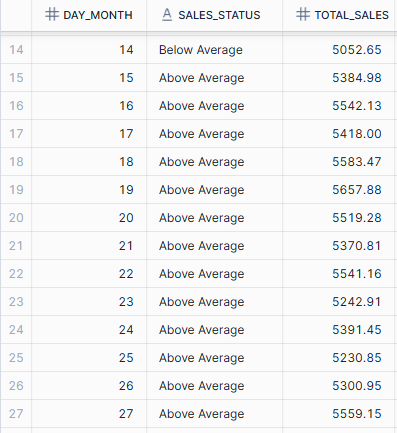 # DAY_MONTH A SALES_STATUS # TOTAL_SALES
14 14 Below Average 5052.65
15 15 Above Average 5384.98
16 16 Above Average 5542.13
17 17 Above Average 5418.00
18 18 Above Average 5583.47
19 19 Above Average 5657.88
20 20 Above Average 5519.28
21 21 Above Average 5370.81
22 22 Above Average 5541.16
23 23 Above Average 5242.91
24 24 Above Average 5391.45
25 25 Above Average 5230.85
26 26 Above Average 5300.95
27 27 Above Average 5559.15